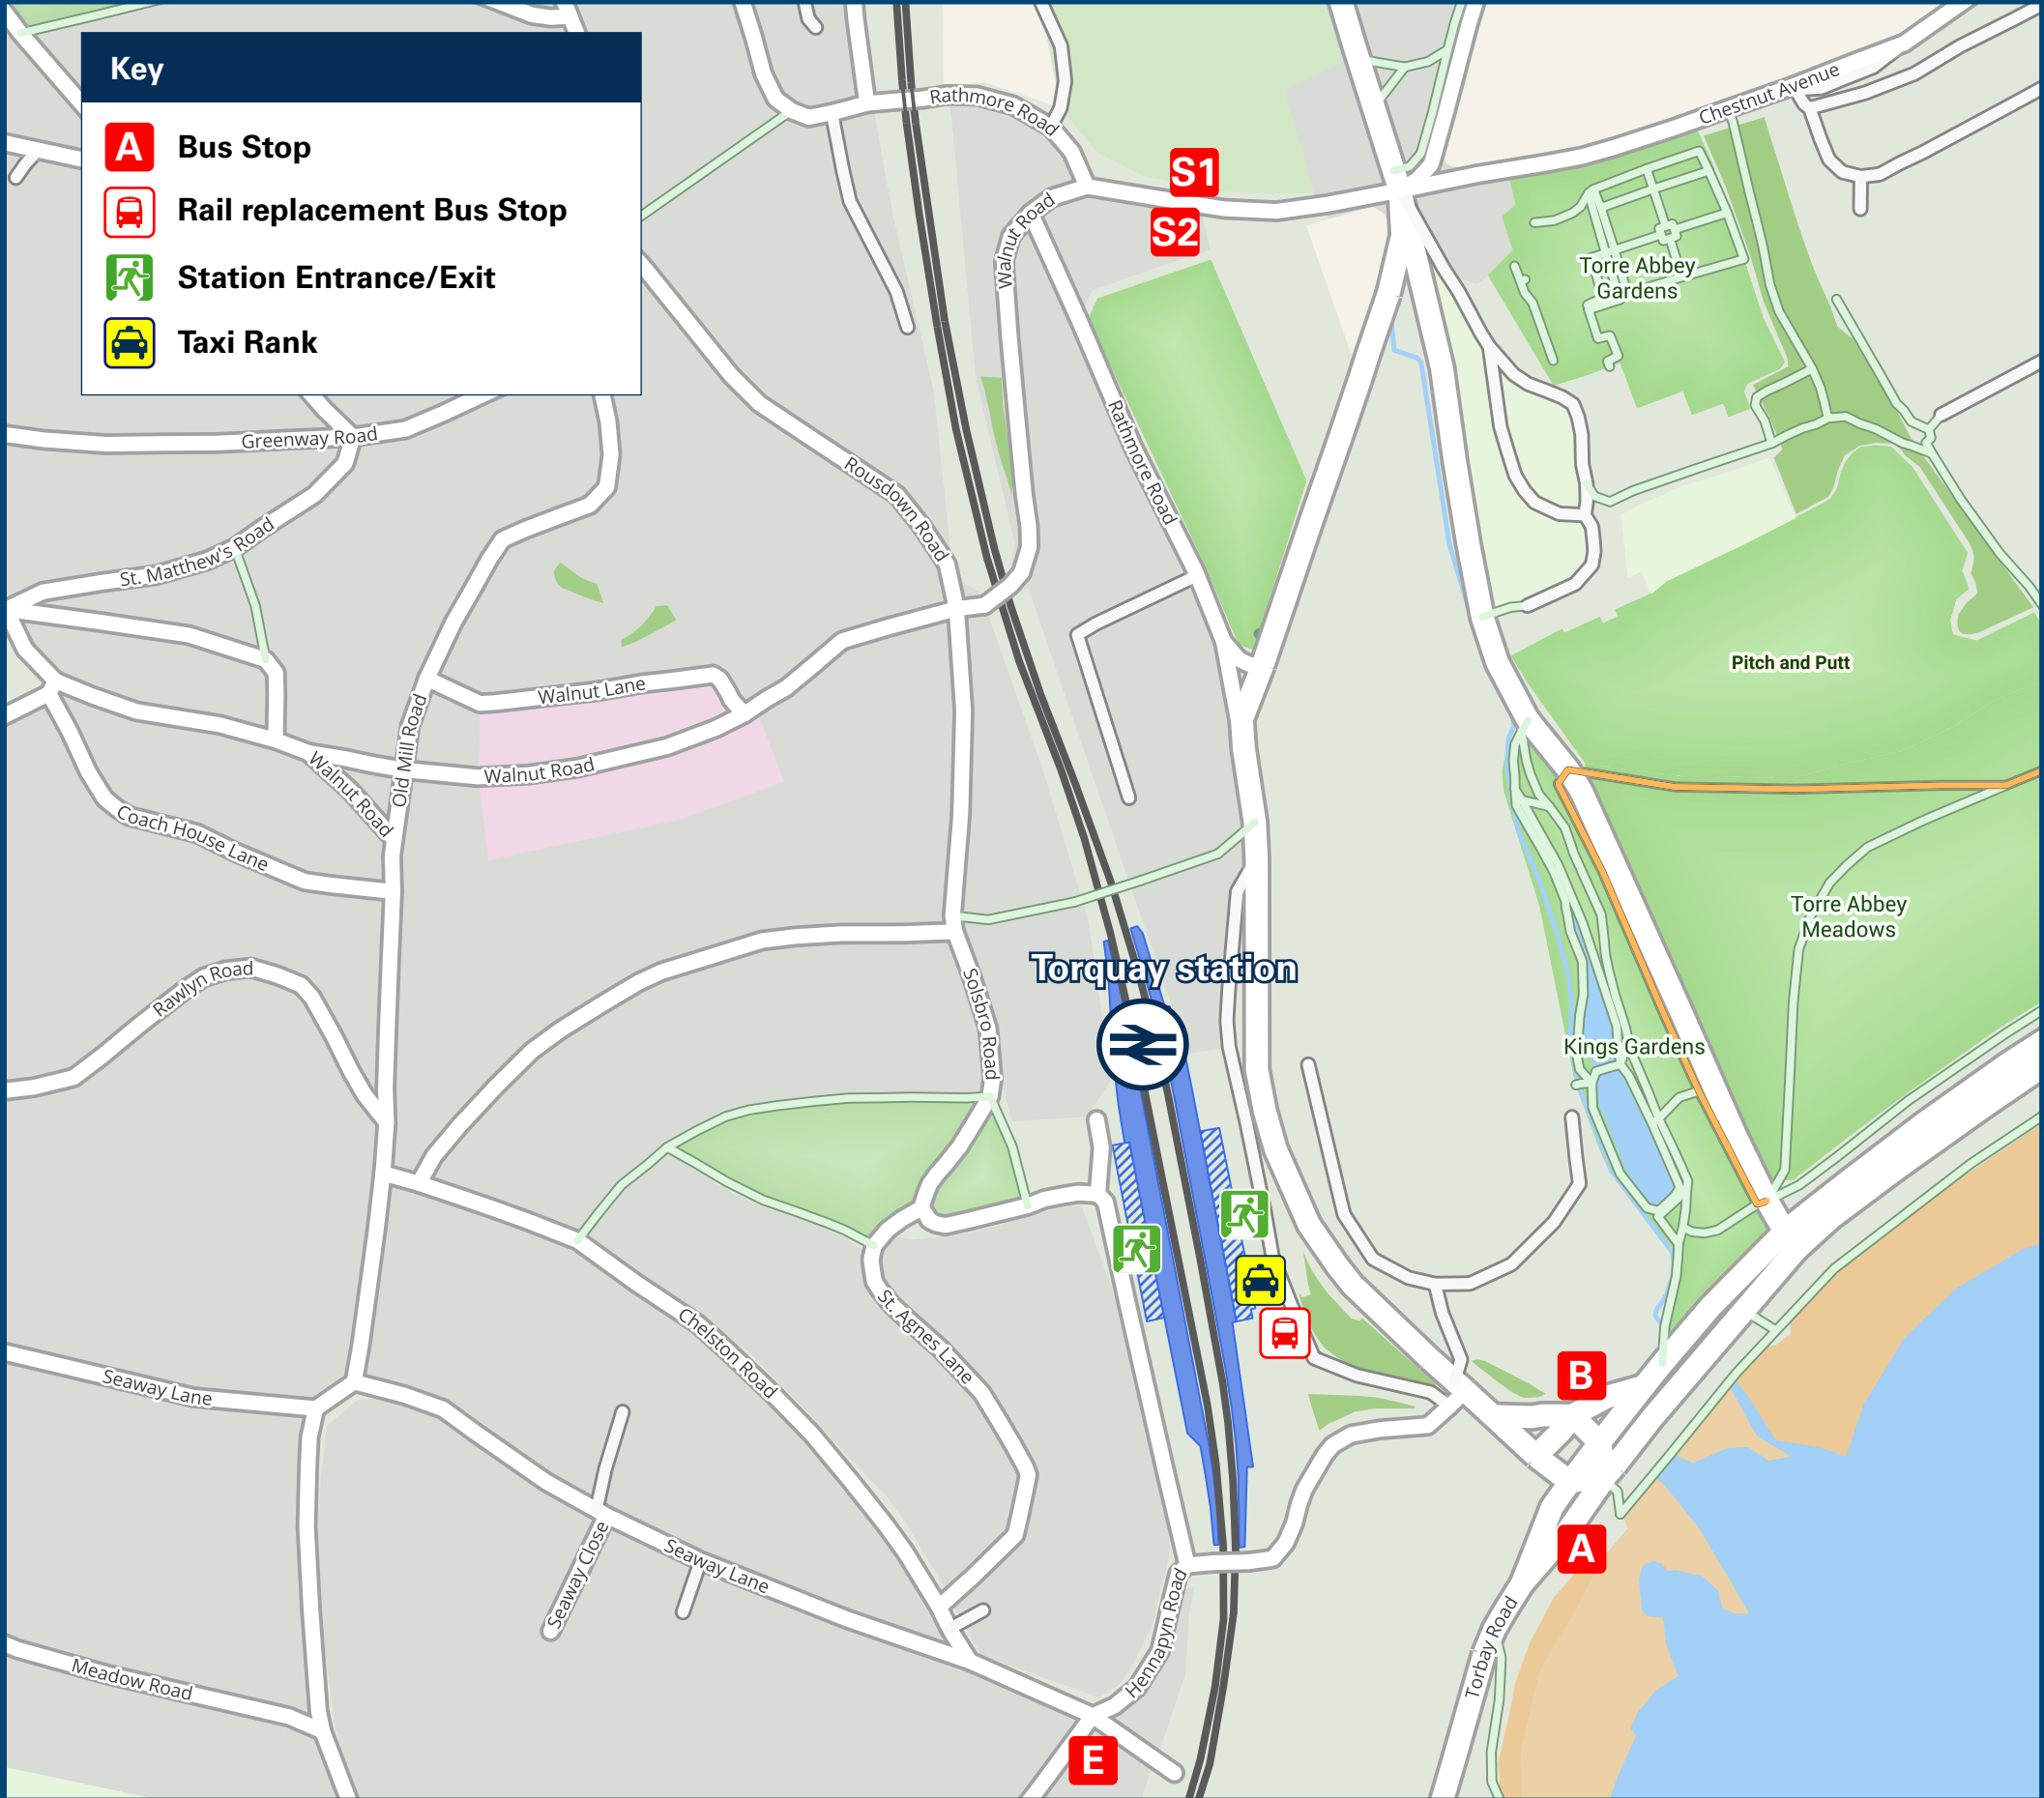 Key
A Bus Stop
Rail replacement Bus Stop
Station Entrance/Exit
Taxi Rank
Rathmore Road
Chestnut Avenue
S1
S2
Walnut Road
Torre Abbey
Gardens
Greenway Road
Rathmore Road
Rousdown Road
St. Matthew's Road
Pitch and Putt
Walnut Lane
Old Mill Road
Walnut Road
Walnut Road
Coach House Lane
Torre Abbey
Meadows
Rawlyn Road
Torquay station
Solsbro Road
Kings Gardens
St. Agnes Lane
Chelston Road
Seaway Lane
B
A
Seaway Close
Seaway Lane
Hennapyn Road
Torbay Road
Meadow Road
E